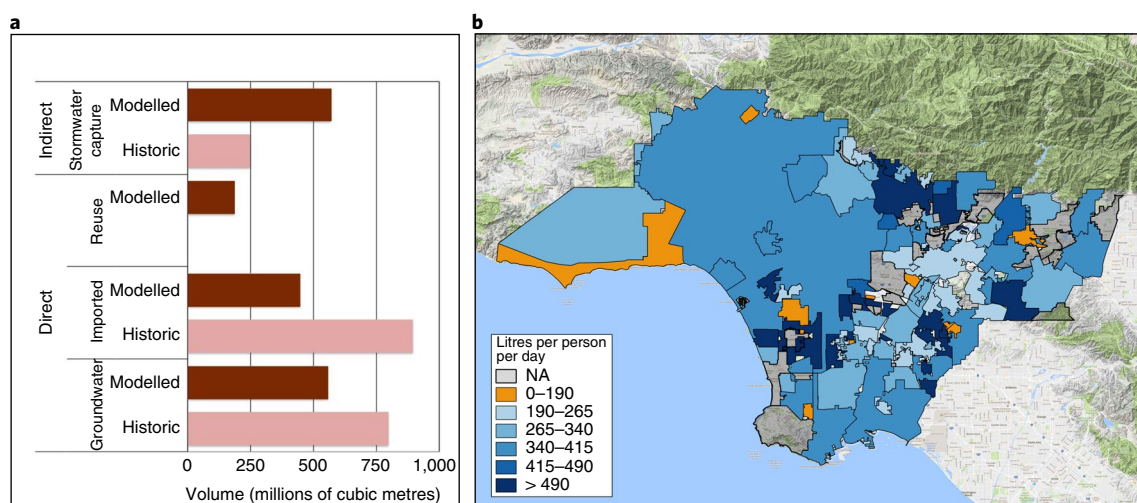 a
Indirect
Stormwater
capture
Modelled
Historic
Reuse
Modelled
Direct
Imported
Modelled
Historic
Groundwater
Modelled
Historic
0 250 500 750 1,000
Volume (millions of cubic metres)
b
Litres per person
per day
NA
0–190
190–265
265–340
340–415
415–490
> 490